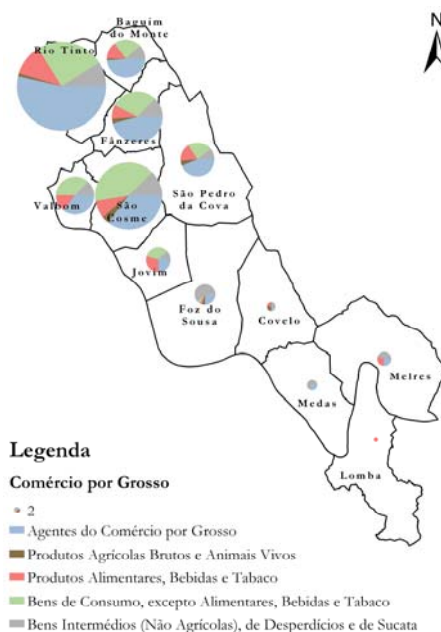 N
Baguim
do Monte
Rio Tinto
Fânzeres
São Pedro
da Cova
Valbom
São
Cosme
Jovim
Foz do
Sousa
Covelo
Melres
Medas
Lomba
Legenda
Comércio por Grosso
2
Agentes do Comércio por Grosso
Produtos Agrícolas Brutos e Animais Vivos
Produtos Alimentares, Bebidas e Tabaco
Bens de Consumo, excepto Alimentares, Bebidas e Tabaco
Bens Intermédios (Não Agrícolas), de Desperdícios e de Sucata